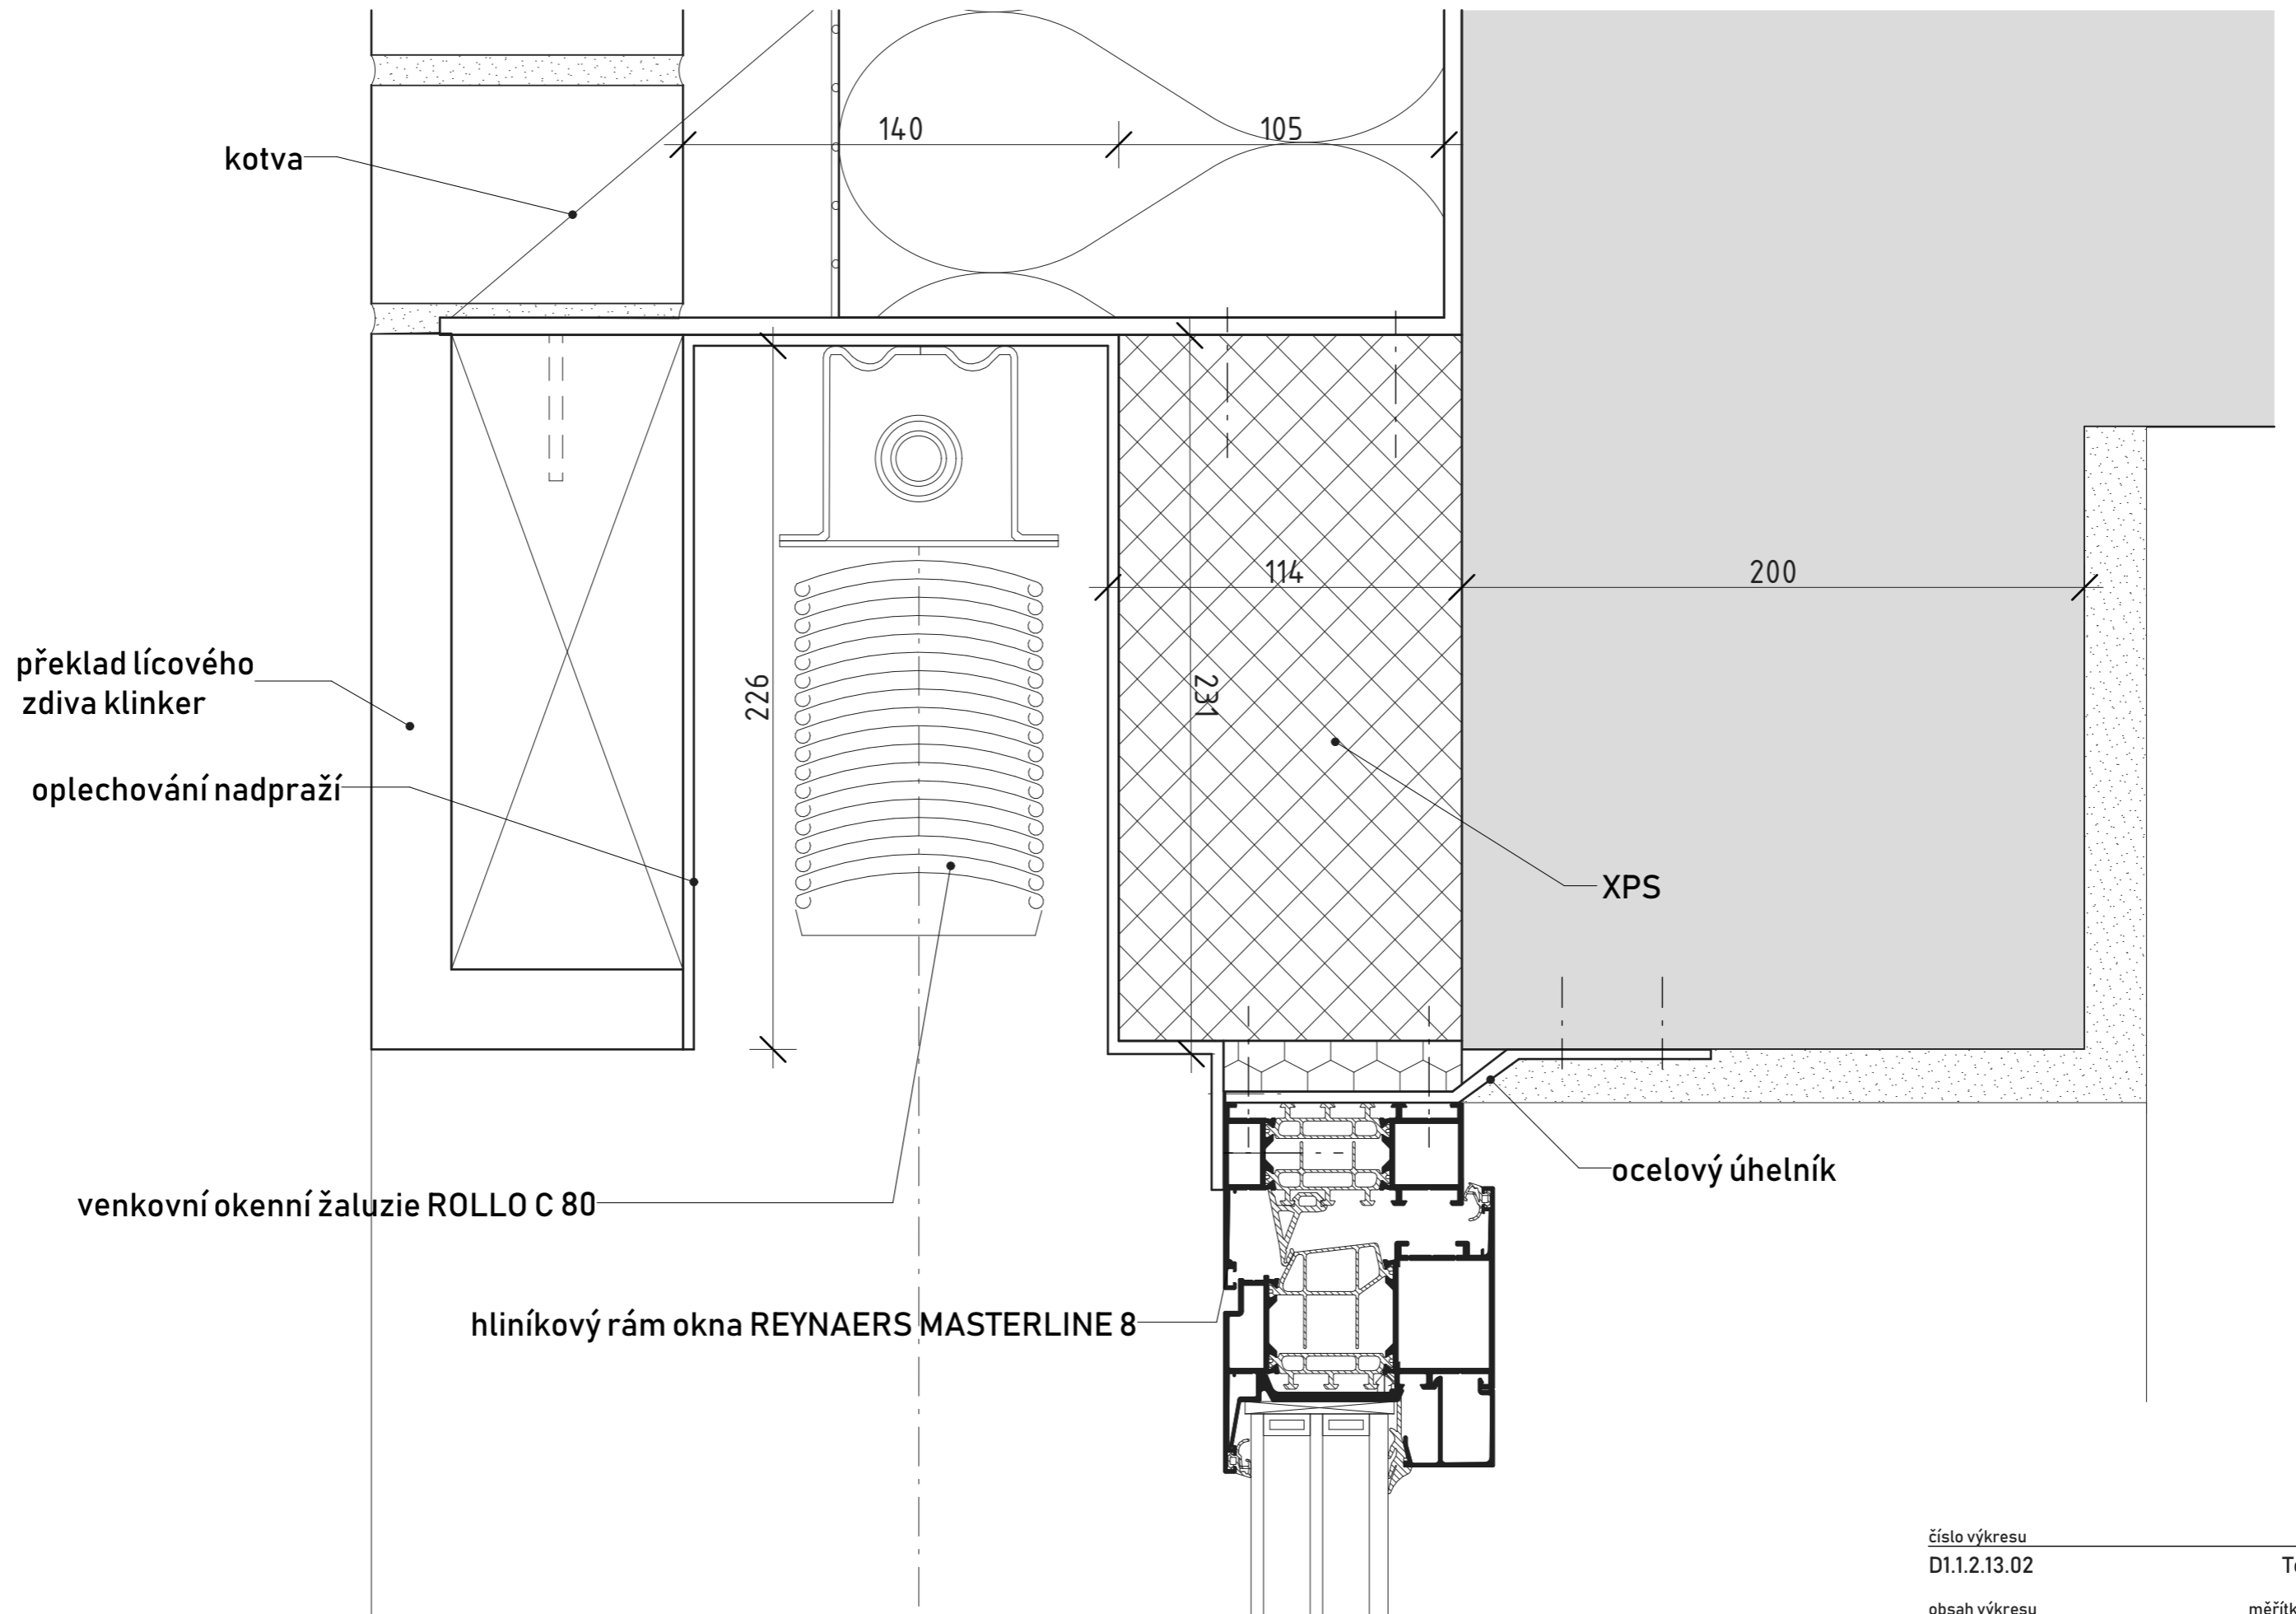 140
105
kotva
114
200
překlad lícového
zdiva klinker
226
231
oplechování nadpraží
XPS
ocelový úhelník
venkovní okenní žaluzie ROLLO C 80
hliníkový rám okna REYNAERS MASTERLINE 8
číslo výkresu
D1.1.2.13.02
obsah výkresu